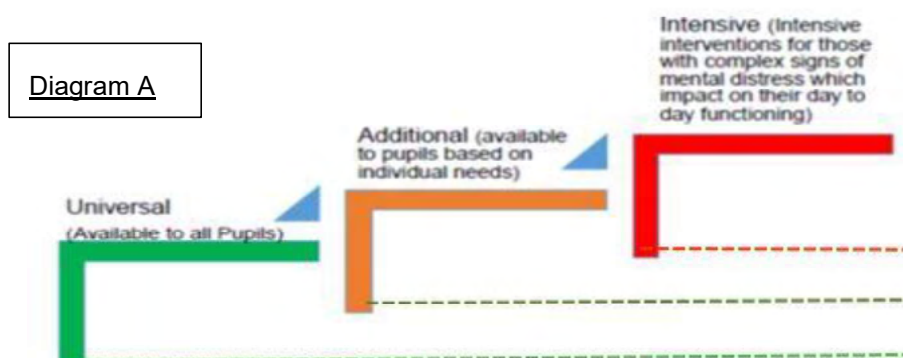 Diagram A
Universal
(Available to all Pupils)
Additional (available
to pupils based on
individual needs)
Intensive (Intensive
interventions for those
with complex signs of
mental distress which
impact on their day to
day functioning)